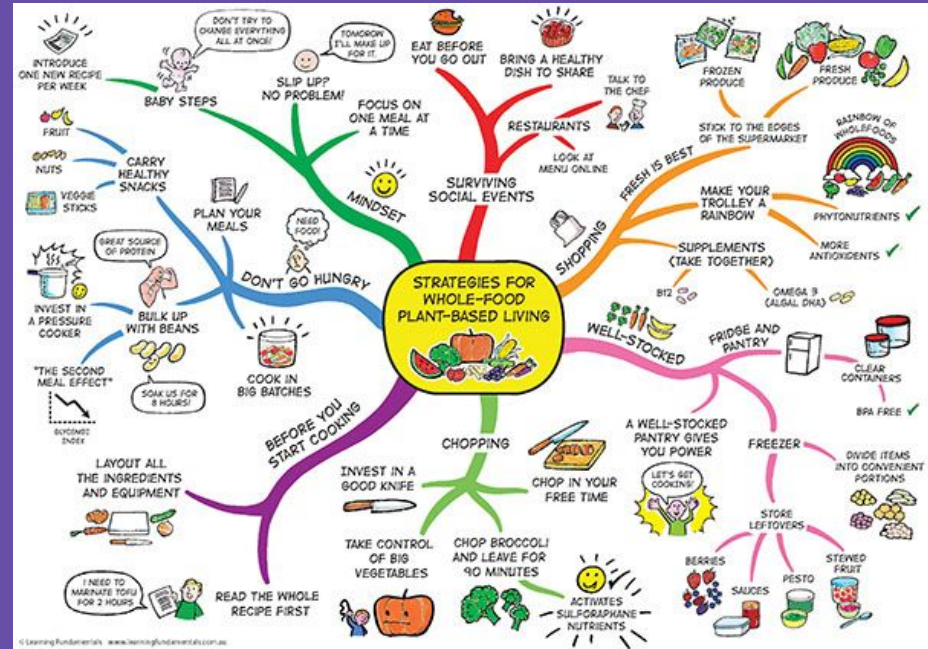 STRATEGIES FOR
WHOLE-FOOD
PLANT-BASED LIVING
MINDSET
BABY STEPS
DON'T TRY TO
CHANGE EVERYTHING
ALL AT ONCE!
INTRODUCE
ONE NEW RECIPE
PER WEEK
SLIP UP?
NO PROBLEM!
TOMORROW
I'LL MAKE UP
FOR IT.
FOCUS ON
ONE MEAL AT
A TIME
SURVIVING
SOCIAL EVENTS
EAT BEFORE
YOU GO OUT
BRING A HEALTHY
DISH TO SHARE
RESTAURANTS
TALK TO
THE CHEF
LOOK AT
MENU ONLINE
SHOPPING
FRESH IS BEST
STICK TO THE EDGES
OF THE SUPERMARKET
FROZEN
PRODUCE
FRESH
PRODUCE
MAKE YOUR
TROLLEY A
RAINBOW
RAINBOW OF
WHOLEFOODS
PHYTONUTRIENTS
MORE
ANTIOXIDENTS
SUPPLEMENTS
(TAKE TOGETHER)
B12
OMEGA 3
(ALGAL DHA)
WELL-STOCKED
FRIDGE AND
PANTRY
CLEAR
CONTAINERS
BPA FREE
A WELL-STOCKED
PANTRY GIVES
YOU POWER
LET'S GET
COOKING!
FREEZER
DIVIDE ITEMS
INTO CONVENIENT
PORTIONS
STORE
LEFTOVERS
BERRIES
SAUCES
PESTO
STEWED
FRUIT
CHOPPING
INVEST IN A
GOOD KNIFE
CHOP IN YOUR
FREE TIME
TAKE CONTROL
OF BIG
VEGETABLES
CHOP BROCCOLI
AND LEAVE FOR
90 MINUTES
ACTIVATES
SULFORAPHANE
NUTRIENTS
BEFORE YOU
START COOKING
LAYOUT ALL
THE INGREDIENTS
AND EQUIPMENT
READ THE WHOLE
RECIPE FIRST
I NEED TO
MARINATE TOFU
FOR 2 HOURS
DON'T GO HUNGRY
NEED
FOOD!
CARRY
HEALTHY
SNACKS
FRUIT
NUTS
VEGGIE
STICKS
PLAN YOUR
MEALS
BULK UP
WITH BEANS
GREAT SOURCE
OF PROTEIN
INVEST IN
A PRESSURE
COOKER
"THE SECOND
MEAL EFFECT"
GLYCEMIC
INDEX
SOAK US FOR
8 HOURS!
COOK IN
BIG BATCHES
© Learning Fundamentals www.learningfundamentals.com.au